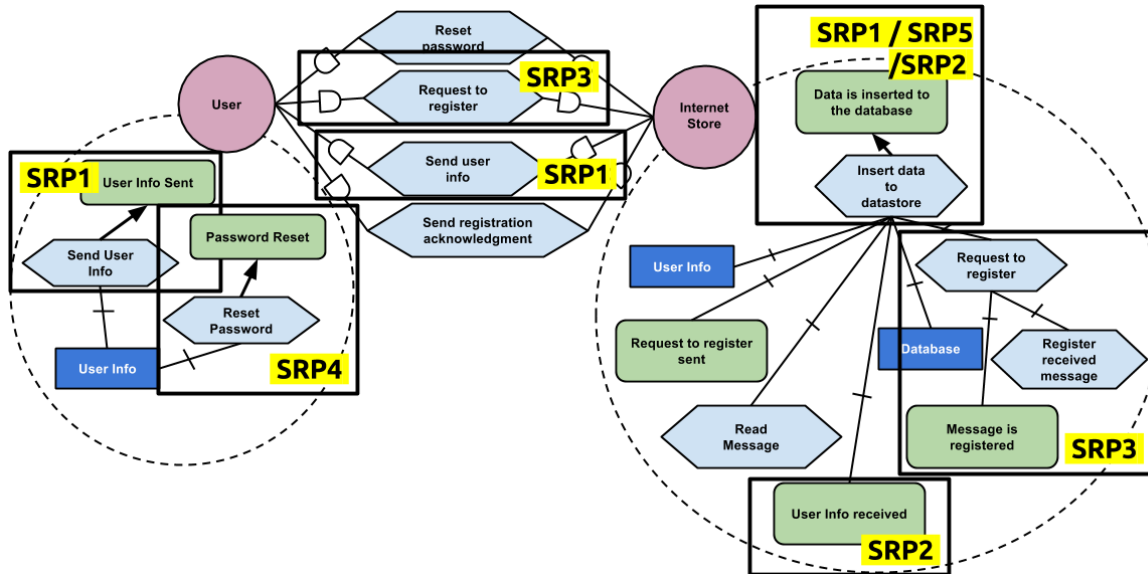 Reset
password
SRP1 / SRP5
/SRP2
SRP3
User
Request to
register
Internet
Store
Data is inserted to
the database
SRP1
User Info Sent
Send user
info
SRP1
Insert data
to
datastore
Send registration
acknowledgment
Password Reset
Send User
Info
User Info
Request to
register
Reset
Password
Request to register
sent
Database
Register
received
message
User Info
SRP4
Read
Message
Message is
registered
SRP3
User Info received
SRP2